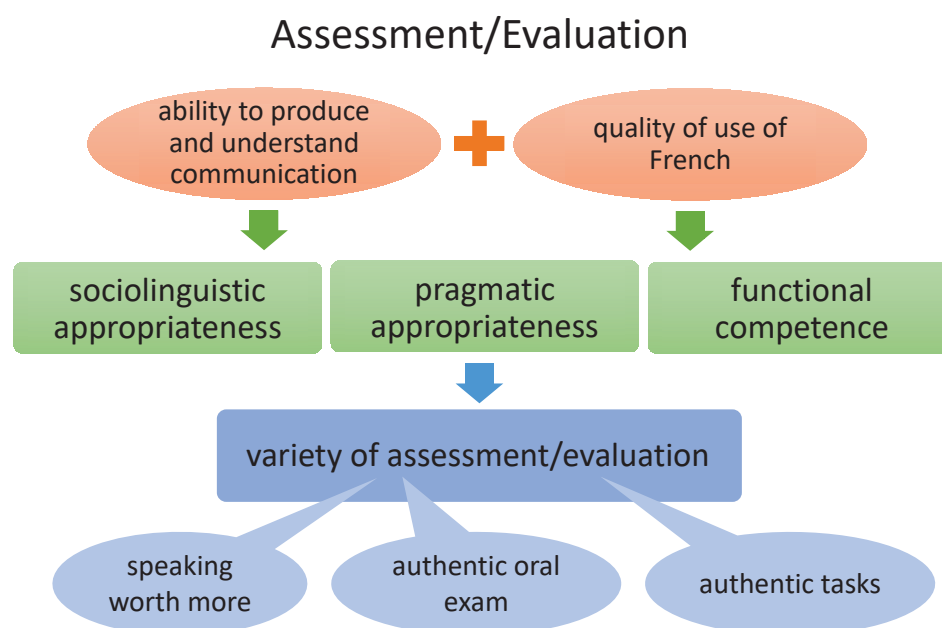 Assessment/Evaluation
ability to produce
and understand
communication
quality of use of
French
sociolinguistic
appropriateness
pragmatic
appropriateness
functional
competence
variety of assessment/evaluation
speaking
worth more
authentic oral
exam
authentic tasks